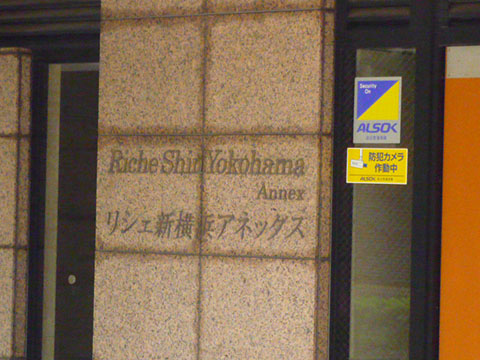 Riche Shin Yokohama
Annex
リシェ新横浜アネックス
Security
On
ALSOK
防犯カメラ
作動中
ALSOK